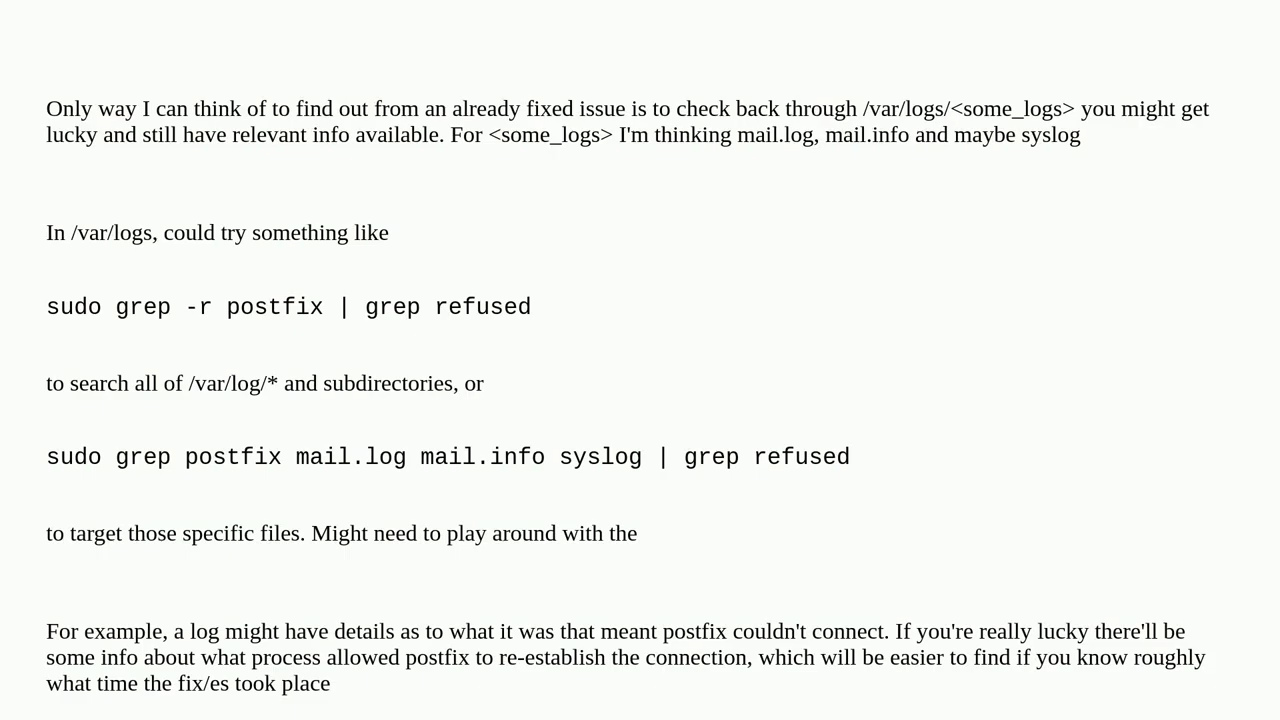 Only way I can think of to find out from an already fixed issue is to check back through /var/logs/<some_logs> you might get
lucky and still have relevant info available. For <some_logs> I'm thinking mail.log, mail.info and maybe syslog
In /var/logs, could try something like
sudo grep -r postfix | grep refused
to search all of /var/log/* and subdirectories, or
sudo grep postfix mail.log mail.info syslog | grep refused
to target those specific files. Might need to play around with the
For example, a log might have details as to what it was that meant postfix couldn't connect. If you're really lucky there'll be
some info about what process allowed postfix to re-establish the connection, which will be easier to find if you know roughly
what time the fix/es took place